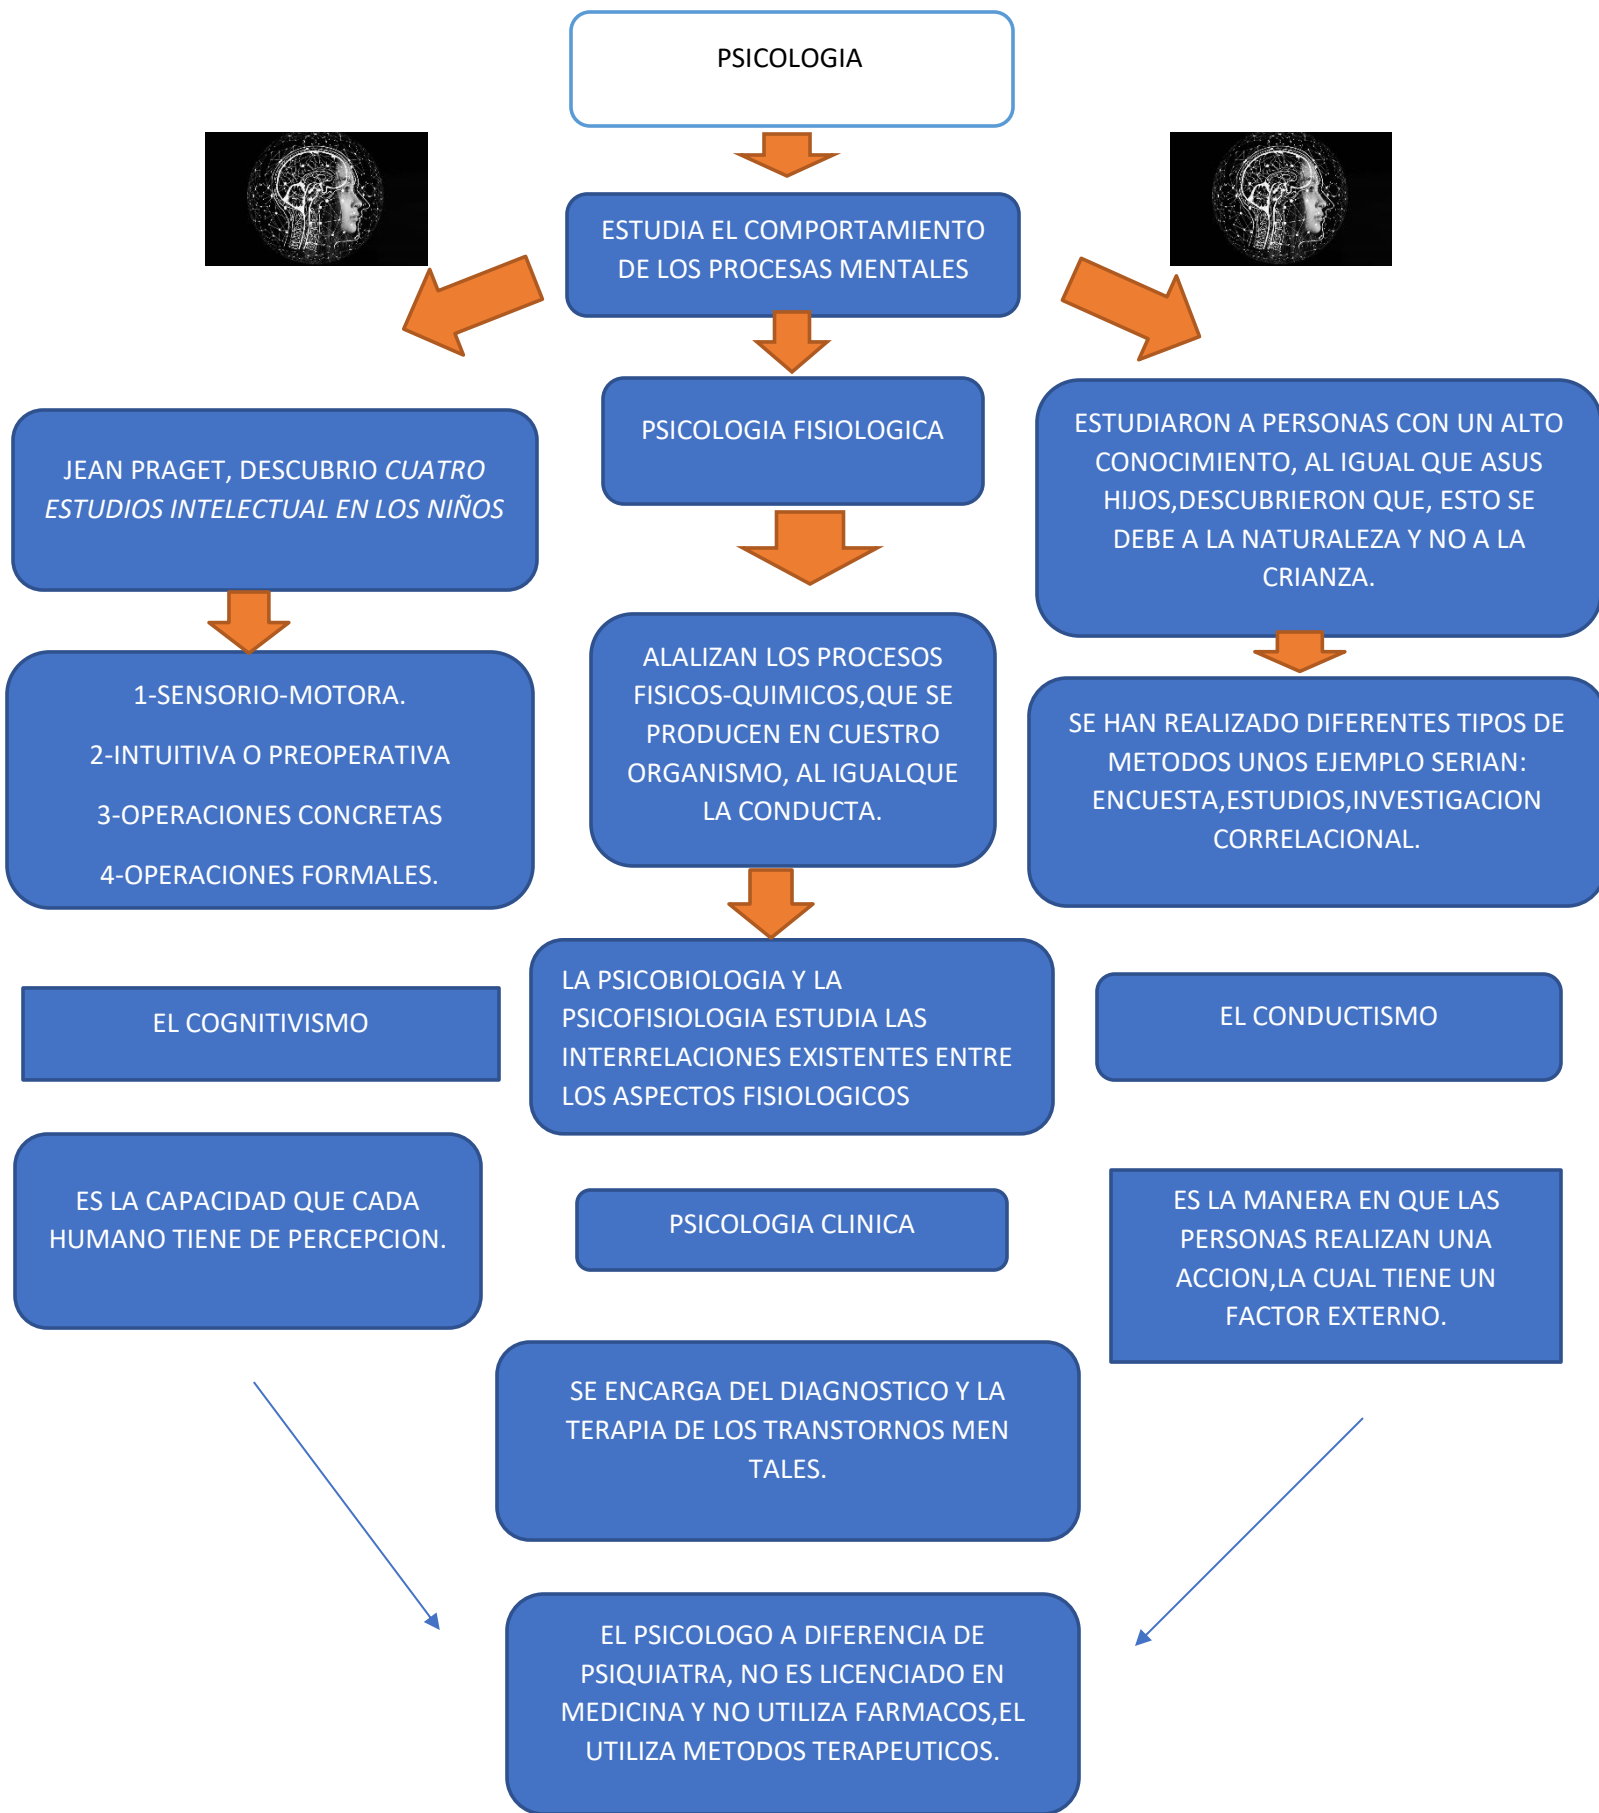 PSICOLOGIA
ESTUDIA EL COMPORTAMIENTO
DE LOS PROCESAS MENTALES
JEAN PRAGET, DESCUBRIO CUATRO
ESTUDIOS INTELECTUAL EN LOS NIÑOS
1-SENSORIO-MOTORA.
2-INTUITIVA O PREOPERATIVA
3-OPERACIONES CONCRETAS
4-OPERACIONES FORMALES.
EL COGNITIVISMO
ES LA CAPACIDAD QUE CADA
HUMANO TIENE DE PERCEPCION.
PSICOLOGIA FISIOLOGICA
ALALIZAN LOS PROCESOS
FISICOS-QUIMICOS,QUE SE
PRODUCEN EN CUESTRO
ORGANISMO, AL IGUALQUE
LA CONDUCTA.
LA PSICOBIOLOGIA Y LA
PSICOFISIOLOGIA ESTUDIA LAS
INTERRELACIONES EXISTENTES ENTRE
LOS ASPECTOS FISIOLOGICOS
PSICOLOGIA CLINICA
SE ENCARGA DEL DIAGNOSTICO Y LA
TERAPIA DE LOS TRANSTORNOS MEN
TALES.
ESTUDIARON A PERSONAS CON UN ALTO
CONOCIMIENTO, AL IGUAL QUE ASUS
HIJOS,DESCUBRIERON QUE, ESTO SE
DEBE A LA NATURALEZA Y NO A LA
CRIANZA.
SE HAN REALIZADO DIFERENTES TIPOS DE
METODOS UNOS EJEMPLO SERIAN:
ENCUESTA,ESTUDIOS,INVESTIGACION
CORRELACIONAL.
EL CONDUCTISMO
ES LA MANERA EN QUE LAS
PERSONAS REALIZAN UNA
ACCION,LA CUAL TIENE UN
FACTOR EXTERNO.
EL PSICOLOGO A DIFERENCIA DE
PSIQUIATRA, NO ES LICENCIADO EN
MEDICINA Y NO UTILIZA FARMACOS,EL
UTILIZA METODOS TERAPEUTICOS.